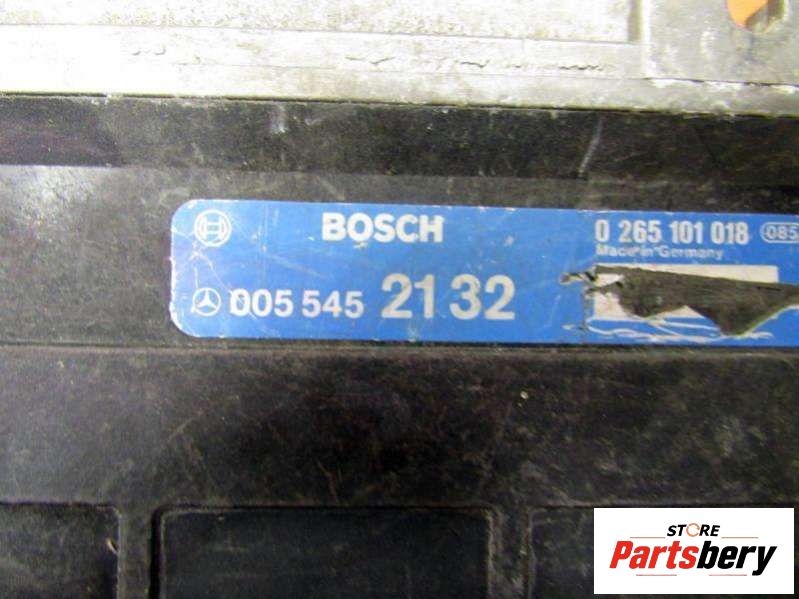 BOSCH
0 265 101 018 085
Made in Germany
005 545 2132
STORE
Partsbery